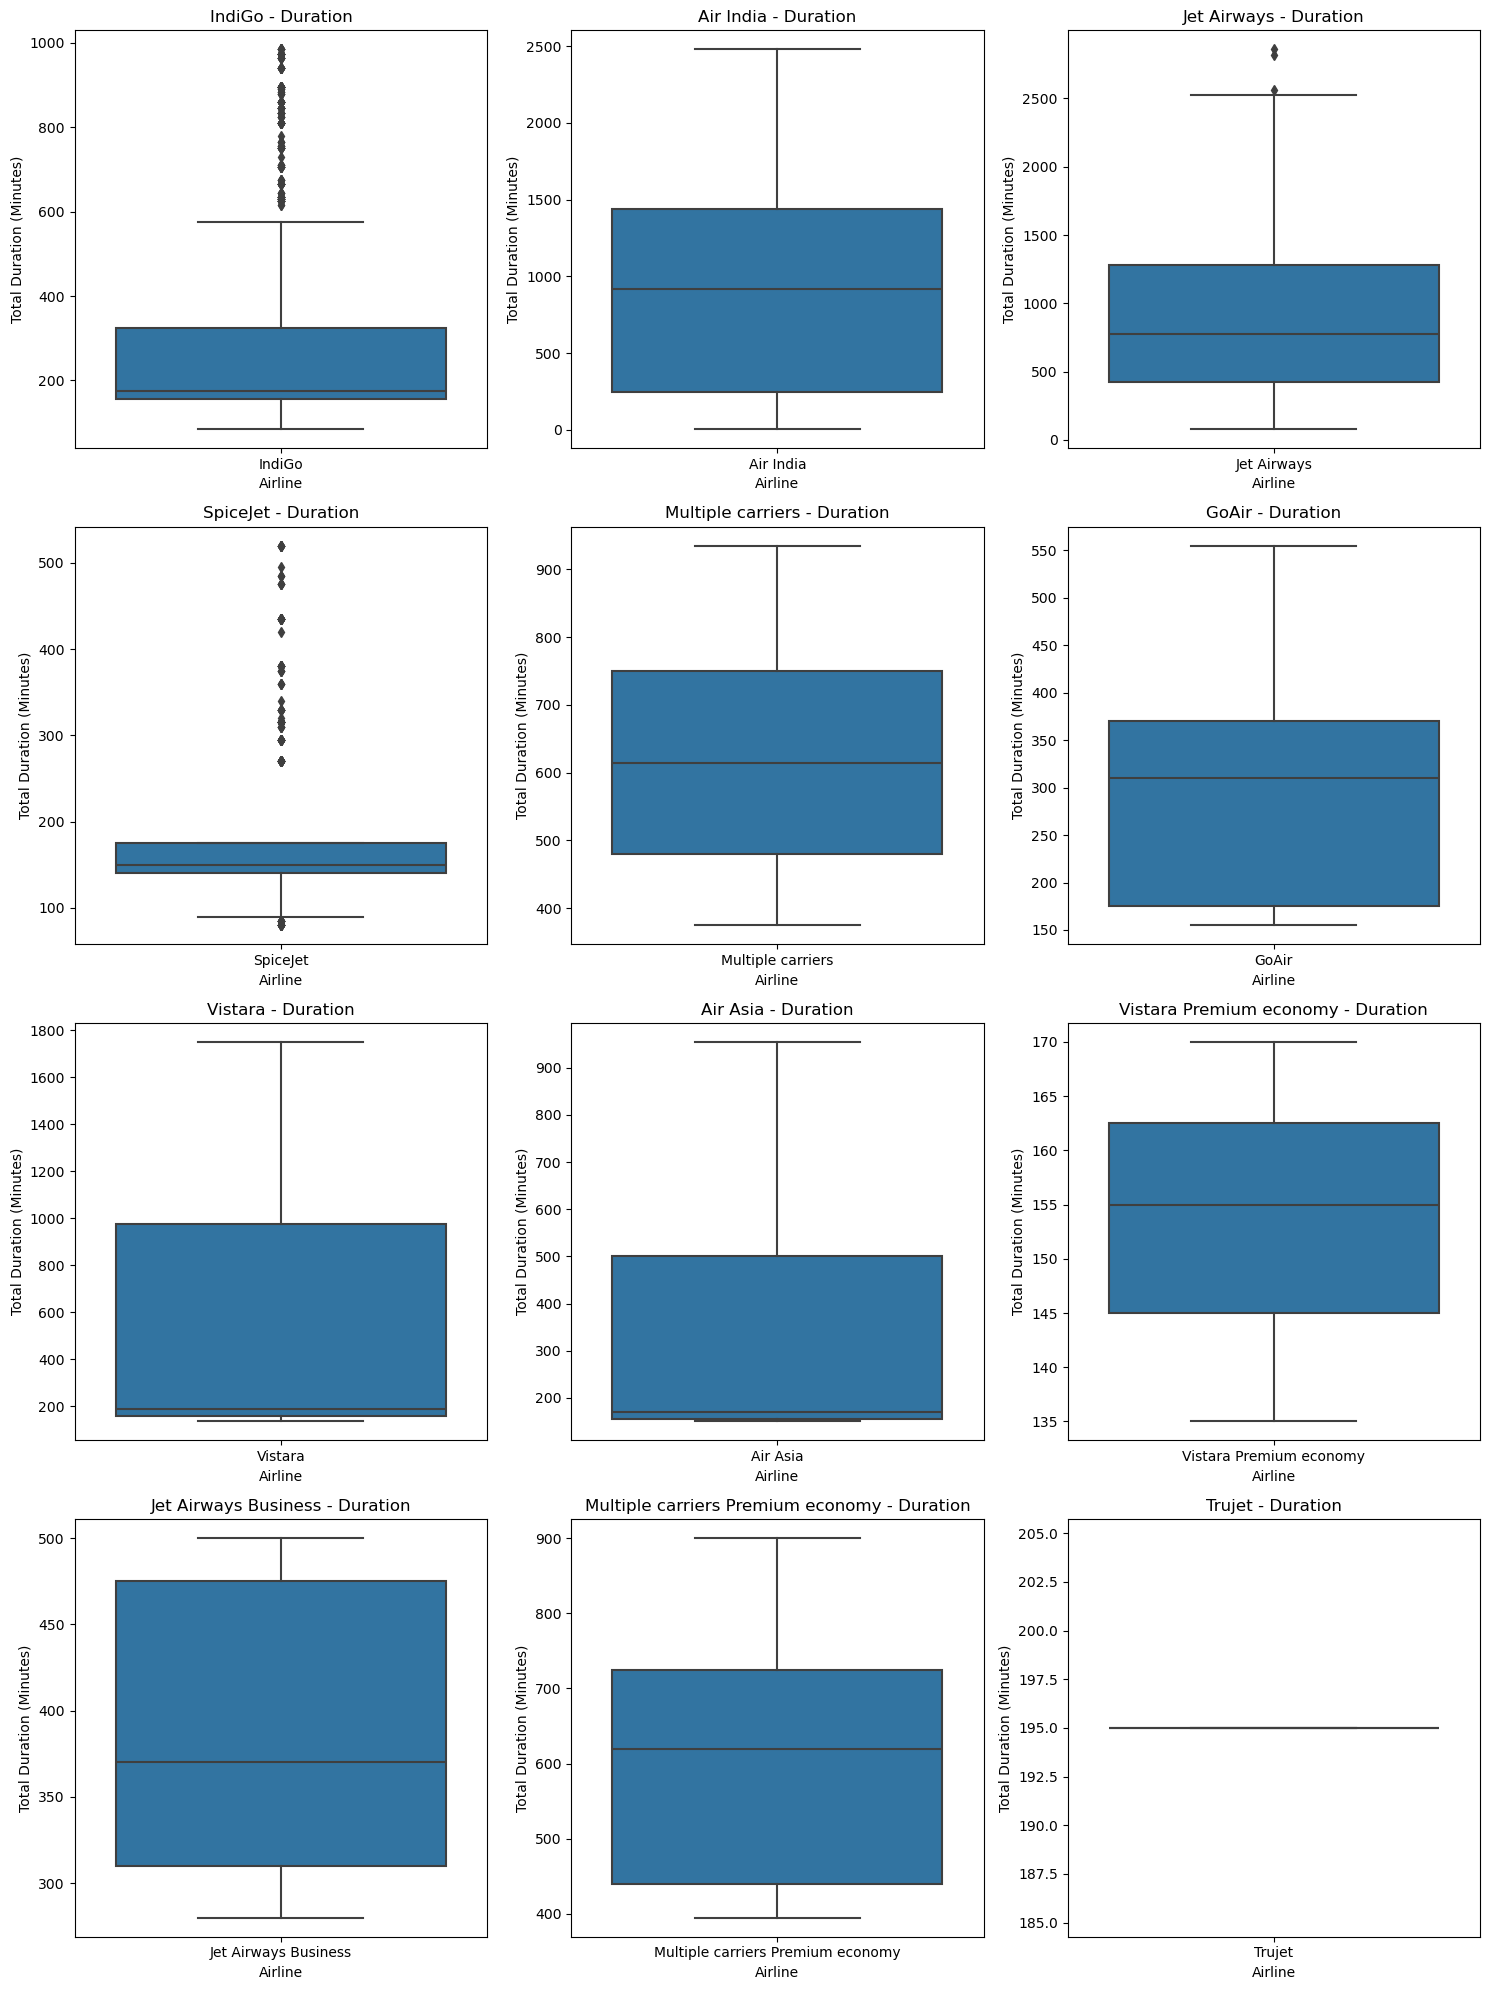 IndiGo - Duration
1000
800
600
400
200
Total Duration (Minutes)
IndiGo
Airline
Air India - Duration
2500
2000
1500
1000
500
0
Total Duration (Minutes)
Air India
Airline
Jet Airways - Duration
2500
2000
1500
1000
500
0
Total Duration (Minutes)
Jet Airways
Airline
SpiceJet - Duration
500
400
300
200
100
Total Duration (Minutes)
SpiceJet
Airline
Multiple carriers - Duration
900
800
700
600
500
400
Total Duration (Minutes)
Multiple carriers
Airline
GoAir - Duration
550
500
450
400
350
300
250
200
150
Total Duration (Minutes)
GoAir
Airline
Vistara - Duration
1800
1600
1400
1200
1000
800
600
400
200
Total Duration (Minutes)
Vistara
Airline
Air Asia - Duration
900
800
700
600
500
400
300
200
Total Duration (Minutes)
Air Asia
Airline
Vistara Premium economy - Duration
170
165
160
155
150
145
140
135
Total Duration (Minutes)
Vistara Premium economy
Airline
Jet Airways Business - Duration
500
450
400
350
300
Total Duration (Minutes)
Jet Airways Business
Airline
Multiple carriers Premium economy - Duration
900
800
700
600
500
400
Total Duration (Minutes)
Multiple carriers Premium economy
Airline
Trujet - Duration
205.0
202.5
200.0
197.5
195.0
192.5
190.0
187.5
185.0
Total Duration (Minutes)
Trujet
Airline